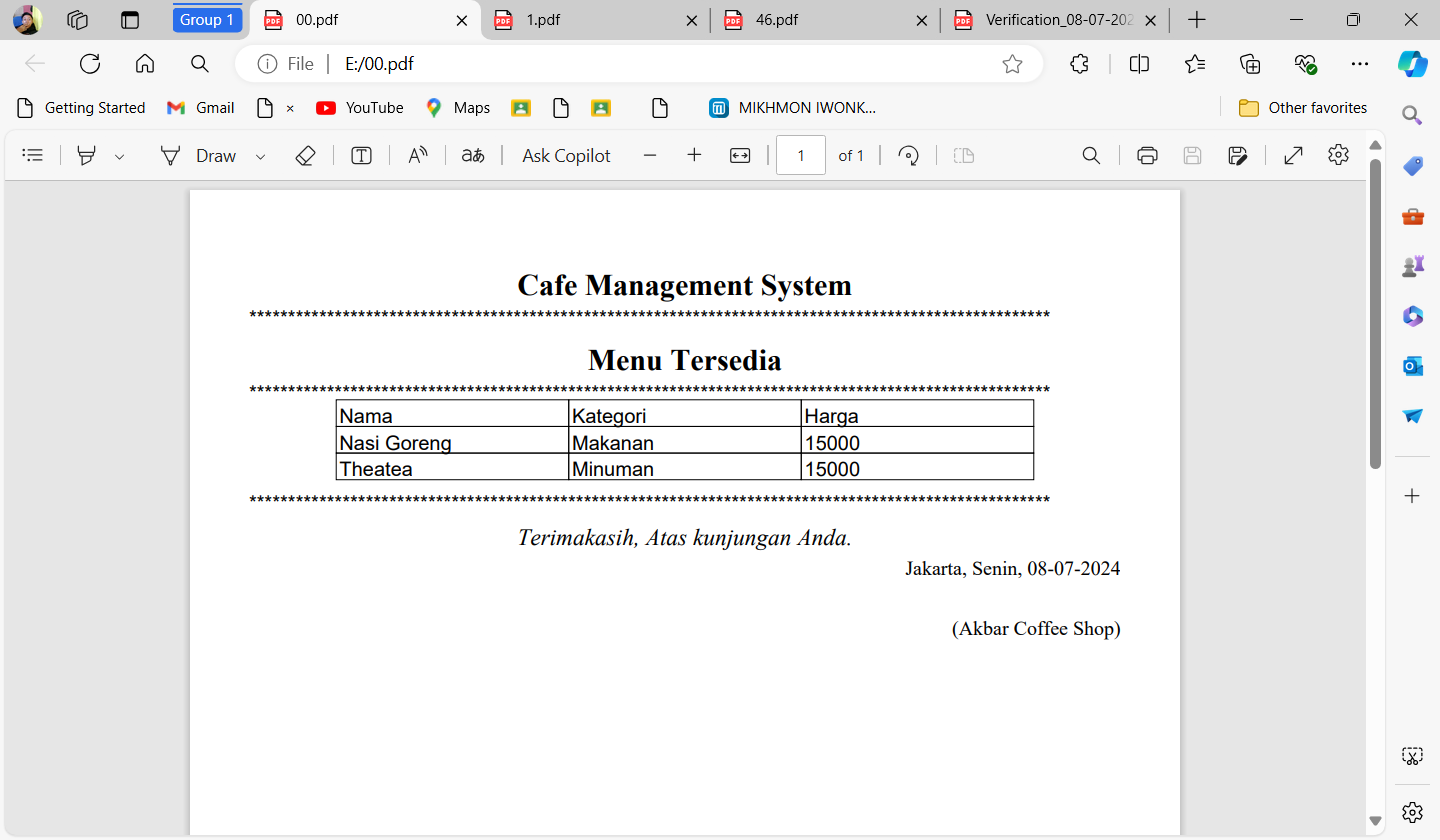 Group 1
00.pdf
1.pdf
46.pdf
Verification_08-07-202
File
E:/00.pdf
Getting Started
Gmail
×
YouTube
Maps
MIKHMON IWONK...
Other favorites
Draw
T
A
aあ
Ask Copilot
1
of 1
Cafe Management System
****************************************************************************************************
Menu Tersedia
****************************************************************************************************
Nama Kategori Harga
Nasi Goreng Makanan 15000
Theatea Minuman 15000
****************************************************************************************************
Terimakasih, Atas kunjungan Anda.
Jakarta, Senin, 08-07-2024
(Akbar Coffee Shop)